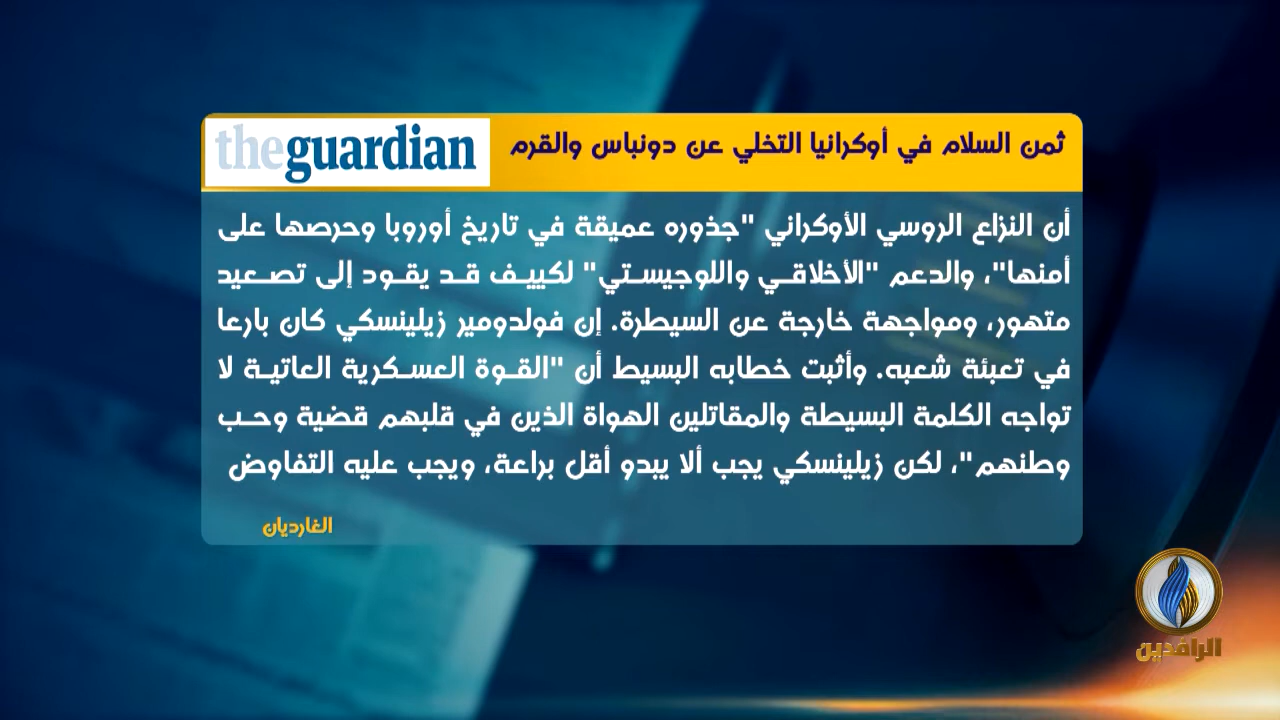 ثمن السلام في أوكرانيا التخلي عن دونباس والقرم
theguardian
أن النزاع الروسي الأوكراني "جذوره عميقة في تاريخ أوروبا وحرصها على
أمنها"، والدعم "الأخلاقي واللوجيستي" لكييف قد يقود إلى تصعيد
متهور، ومواجهة خارجة عن السيطرة. إن فولدومير زيلينسكي كان بارعا
في تعبئة شعبه. وأثبت خطابه البسيط أن "القوة العسكرية العاتية لا
تواجه الكلمة البسيطة والمقاتلين الهواة الذين في قلبهم قضية وحب
وطنهم"، لكن زيلينسكي يجب ألا يبدو أقل براعة، ويجب عليه التفاوض
الغارديان
الرافدين